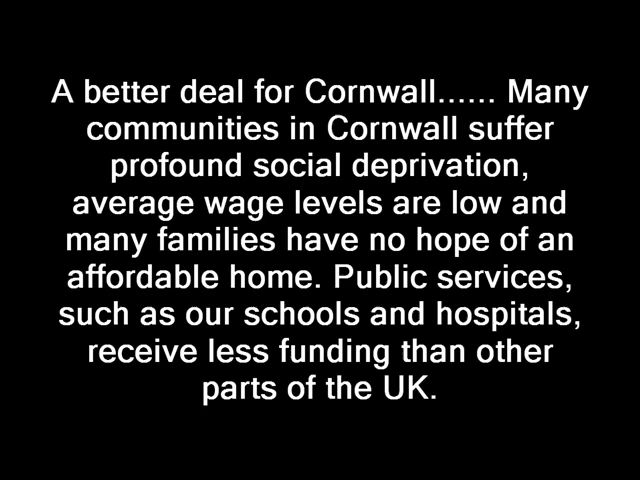 A better deal for Cornwall...... Many
communities in Cornwall suffer
profound social deprivation,
average wage levels are low and
many families have no hope of an
affordable home. Public services,
such as our schools and hospitals,
receive less funding than other
parts of the UK.